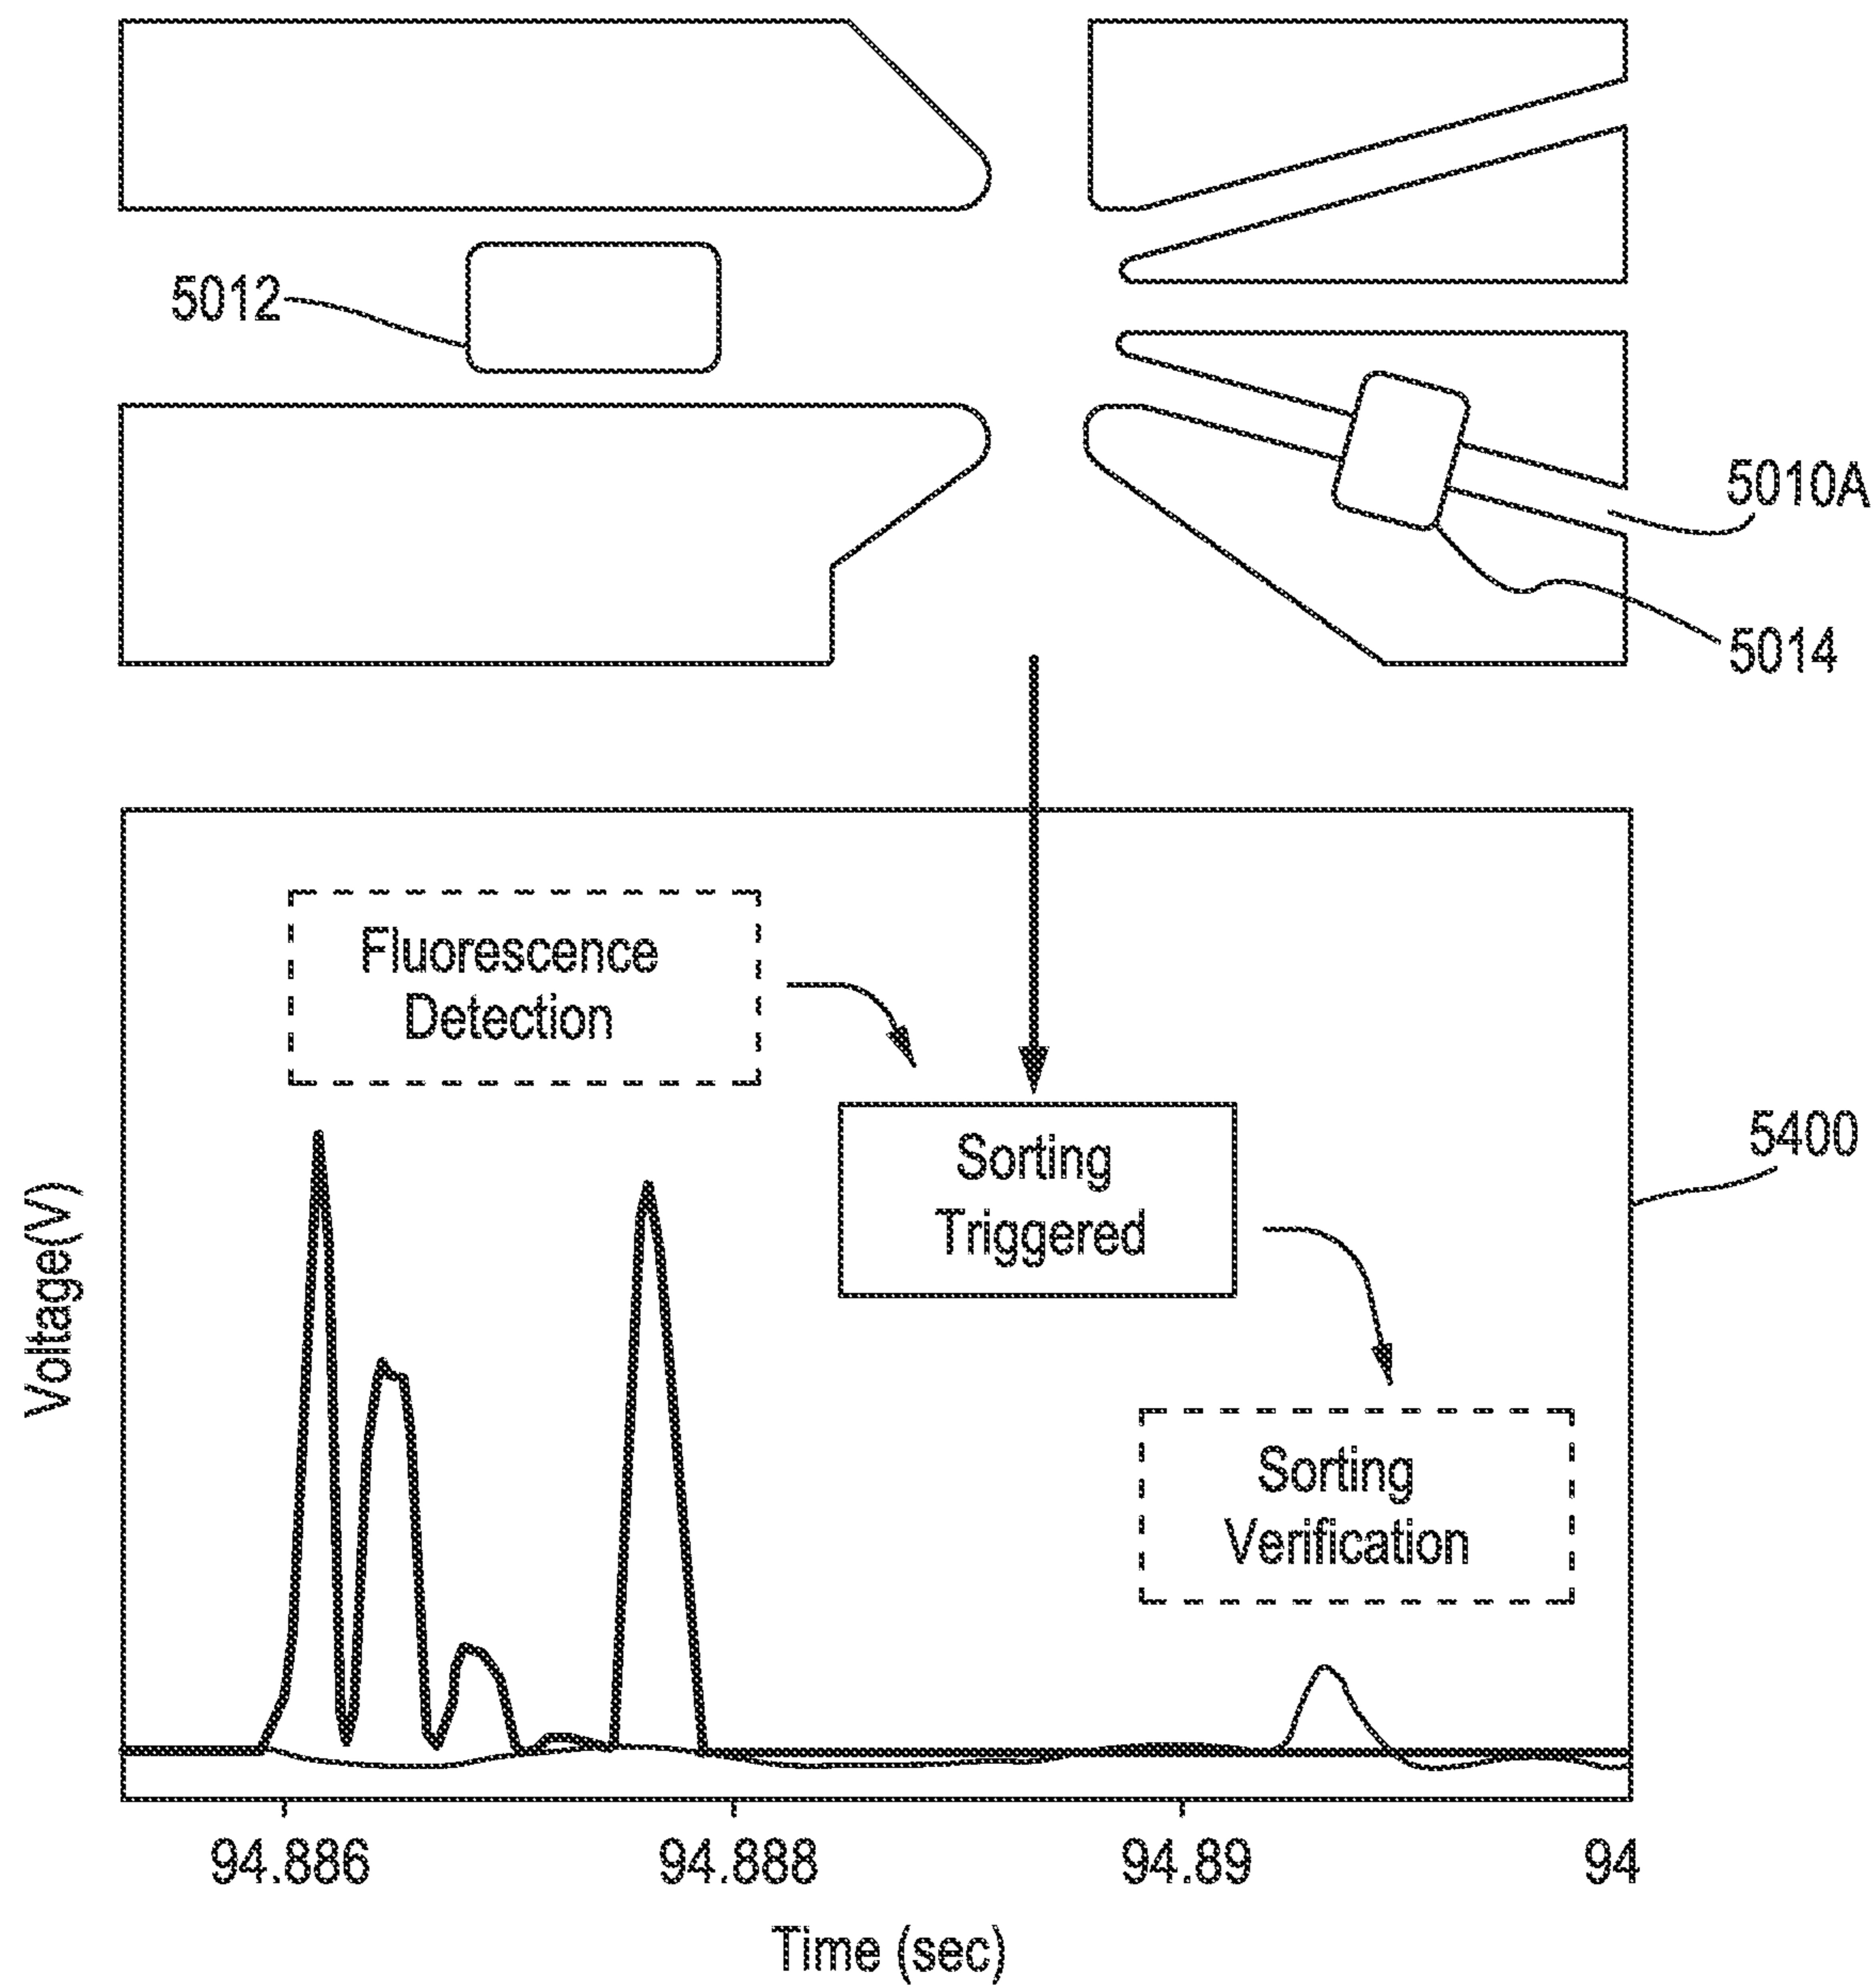 5012
5010A
5014
Fluorescence
Detection
Sorting
Triggered
5400
Sorting
Verification
Voltage(V)
94.886
94.888
94.89
94
Time (sec)